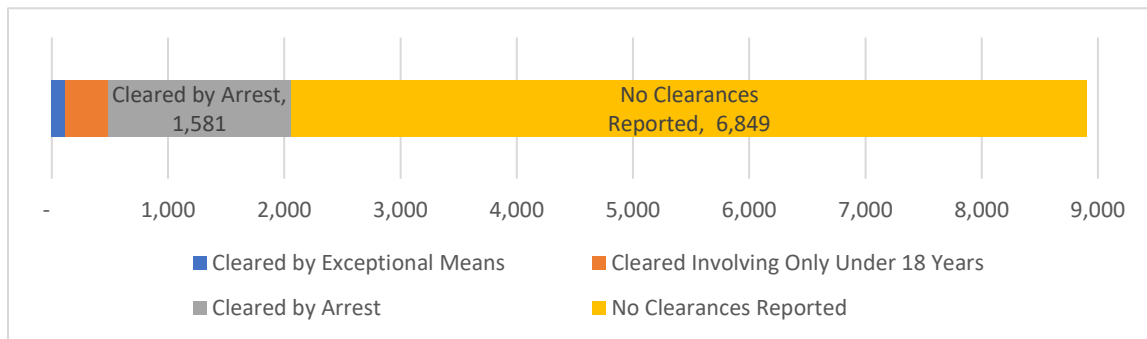 Cleared by Arrest,
1,581
No Clearances
Reported, 6,849
-
1,000
2,000
3,000
4,000
5,000
6,000
7,000
8,000
9,000
Cleared by Exceptional Means
Cleared Involving Only Under 18 Years
Cleared by Arrest
No Clearances Reported